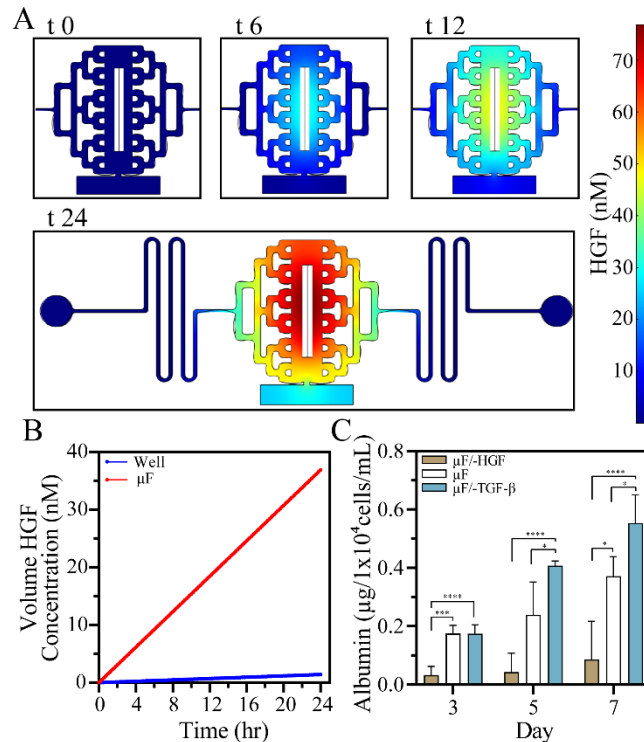 A
t 0
t 6
t 12
t 24
70
60
50
40
30
20
10
HGF (nM)
B
Well
μF
40
30
20
10
0
0 4 8 12 16 20 24
Volume HGF
Concentration (nM)
Time (hr)
C
μF/-HGF
μF
μF/-TGF-β
****
*
****
*
*
****
***
0.8
0.6
0.4
0.2
0.0
3 5 7
Albumin (μg/1x10⁴cells/mL)
Day